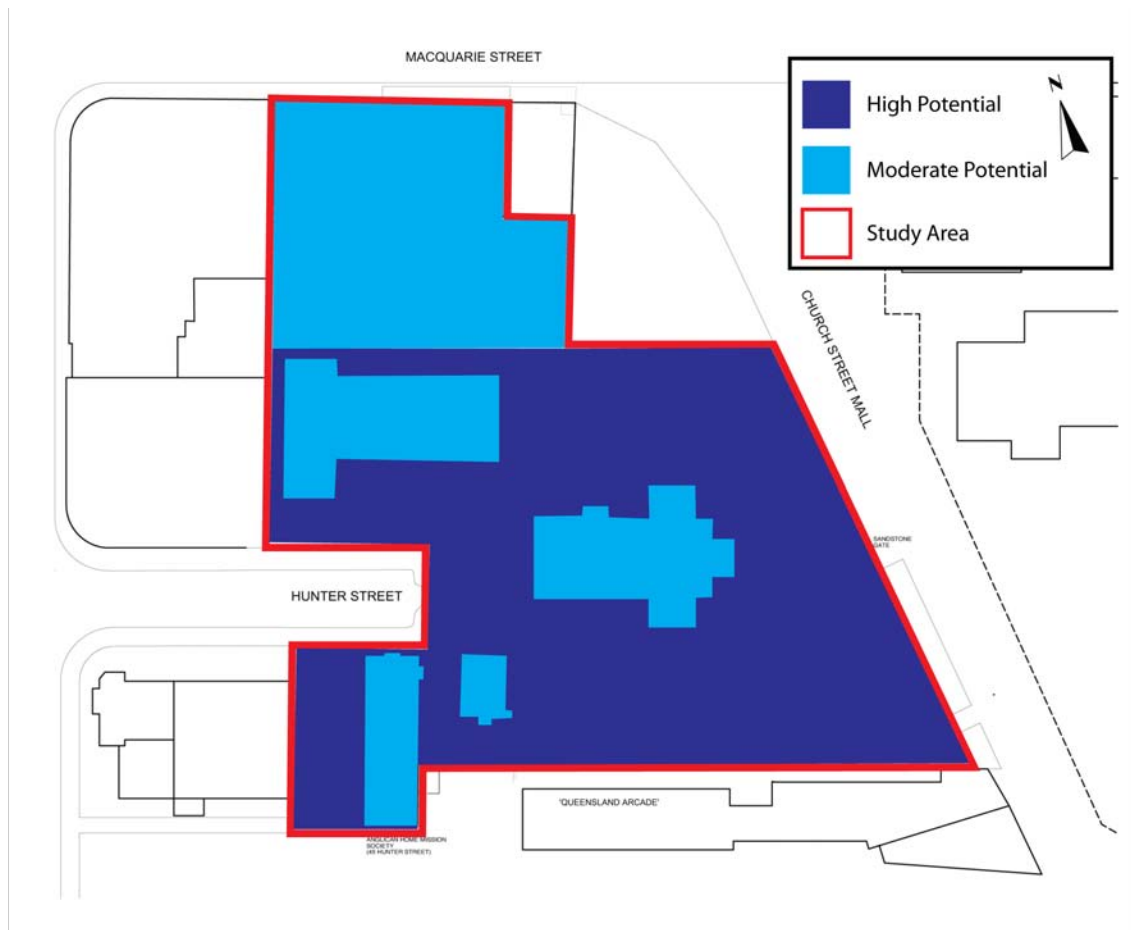 MACQUARIE STREET
N
High Potential
Moderate Potential
Study Area
CHURCH STREET MALL
SANDSTONE
GATE
HUNTER STREET
'QUEENSLAND ARCADE'
ANGLICAN HOME MISSION
SOCIETY
(48 HUNTER STREET)